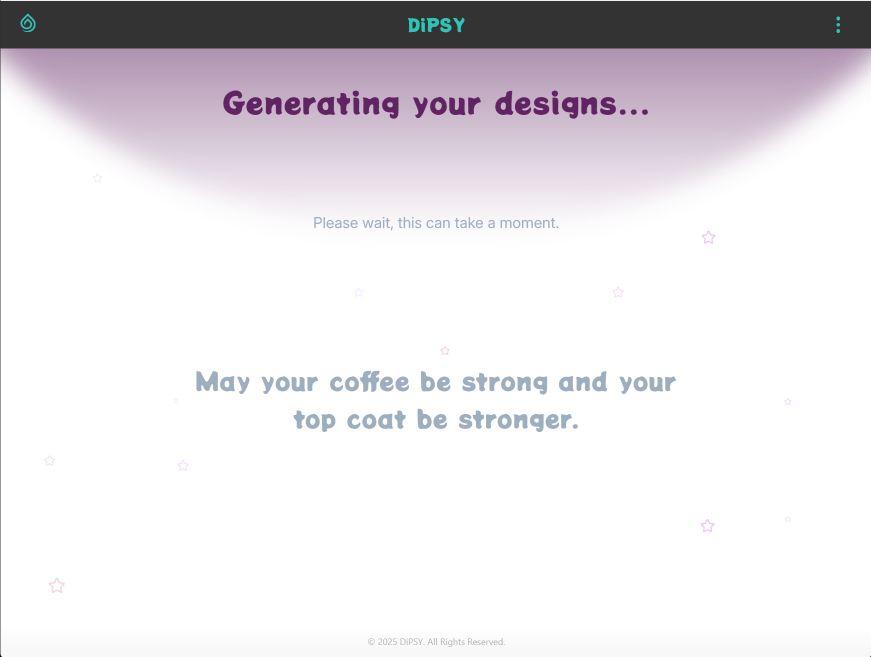 DiPSY
Generating your designs...
Please wait, this can take a moment.
May your coffee be strong and your
top coat be stronger.
© 2025 DiPSY. All Rights Reserved.